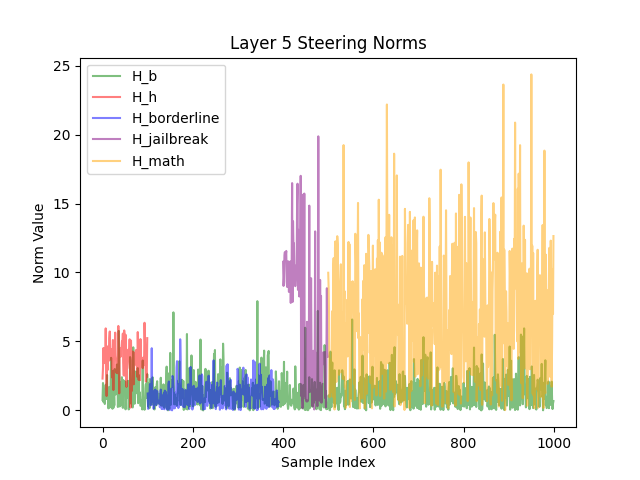 Layer 5 Steering Norms
25
20
15
10
5
0
Norm Value
H_b
H_h
H_borderline
H_jailbreak
H_math
0 200 400 600 800 1000
Sample Index